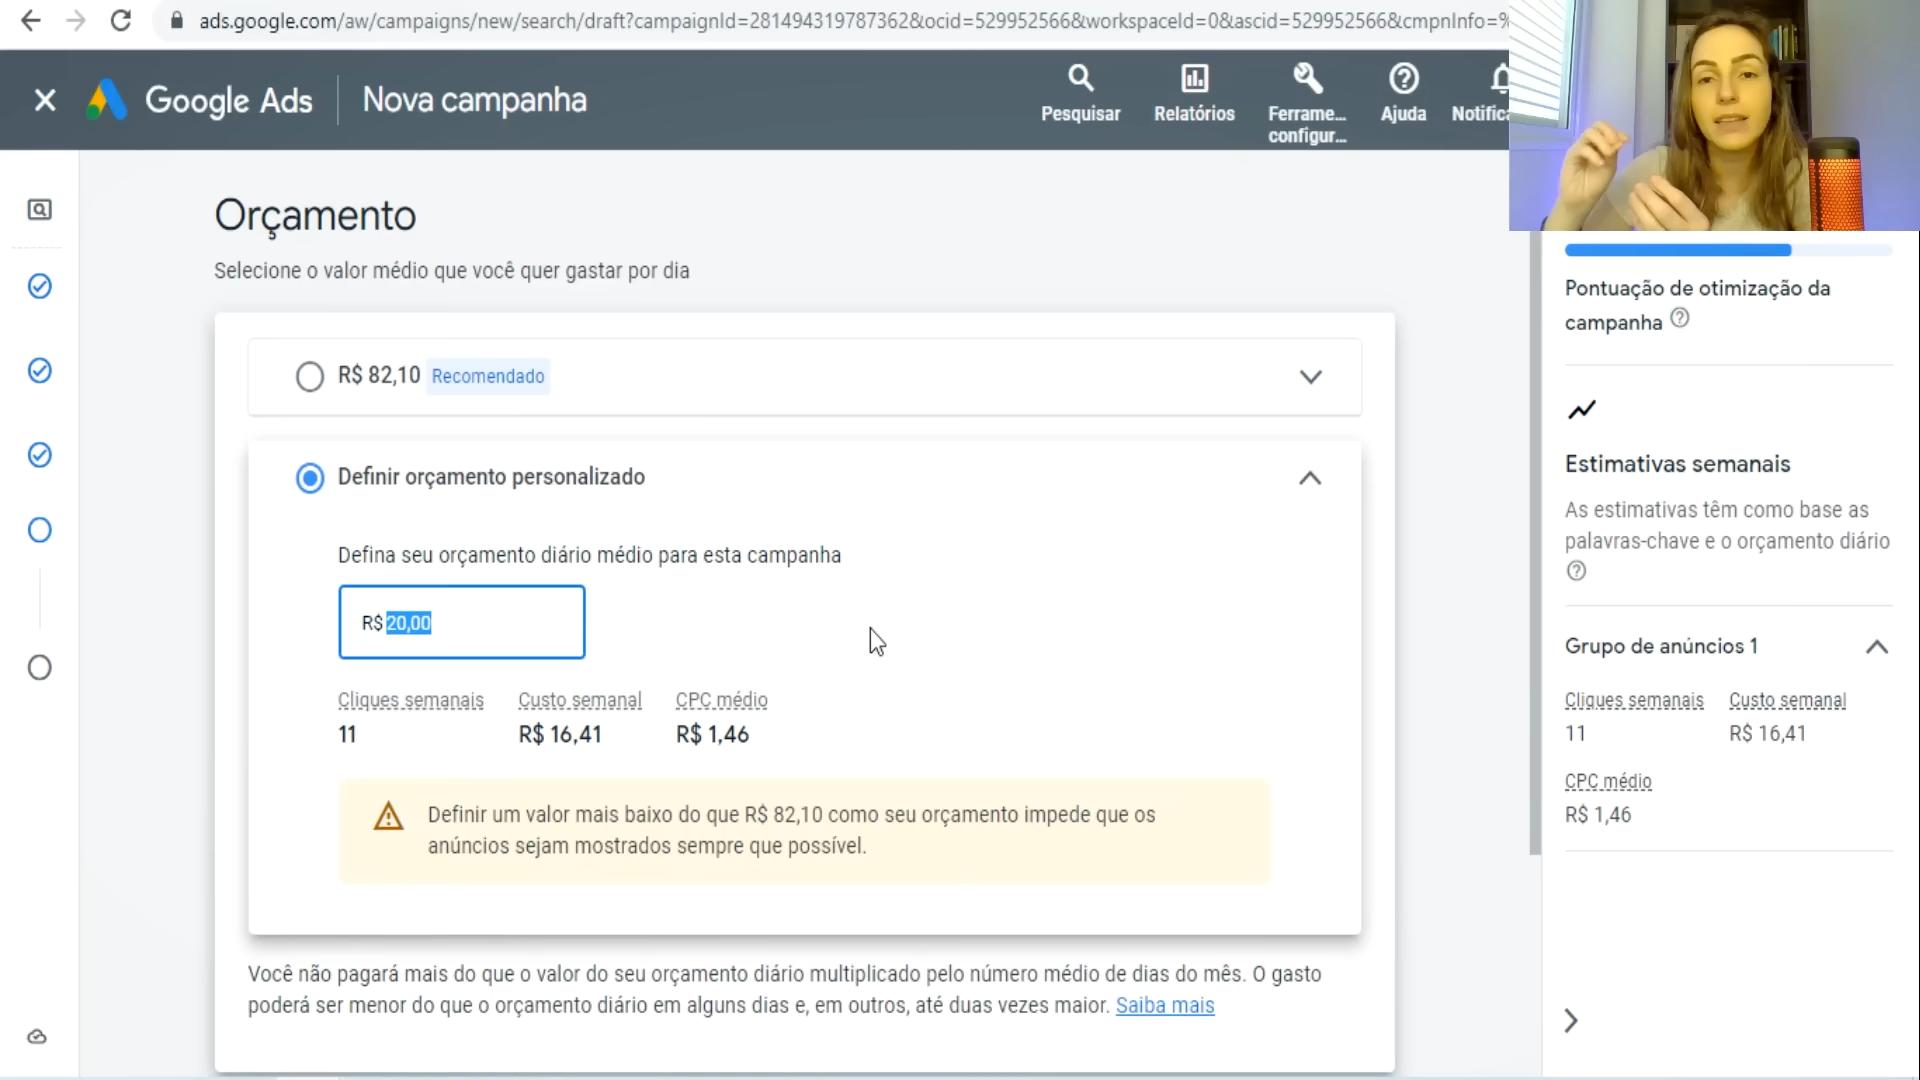 ads.google.com/aw/campaigns/new/search/draft?campaignId=281494319787362&ocid=529952566&workspaceId=0&ascid=529952566&cmpnInfo=%
Google Ads
Nova campanha
Pesquisar
Relatórios
Ferrame...
configur...
Ajuda
Notifica
Orçamento
Selecione o valor médio que você quer gastar por dia
R$ 82,10 Recomendado
Definir orçamento personalizado
Defina seu orçamento diário médio para esta campanha
R$ 20,00
Cliques semanais Custo semanal CPC médio
11 R$ 16,41 R$ 1,46
Definir um valor mais baixo do que R$ 82,10 como seu orçamento impede que os
anúncios sejam mostrados sempre que possível.
Você não pagará mais do que o valor do seu orçamento diário multiplicado pelo número médio de dias do mês. O gasto
poderá ser menor do que o orçamento diário em alguns dias e, em outros, até duas vezes maior. Saiba mais
Pontuação de otimização da
campanha
Estimativas semanais
As estimativas têm como base as
palavras-chave e o orçamento diário
Grupo de anúncios 1
Cliques semanais Custo semanal
11 R$ 16,41
CPC médio
R$ 1,46